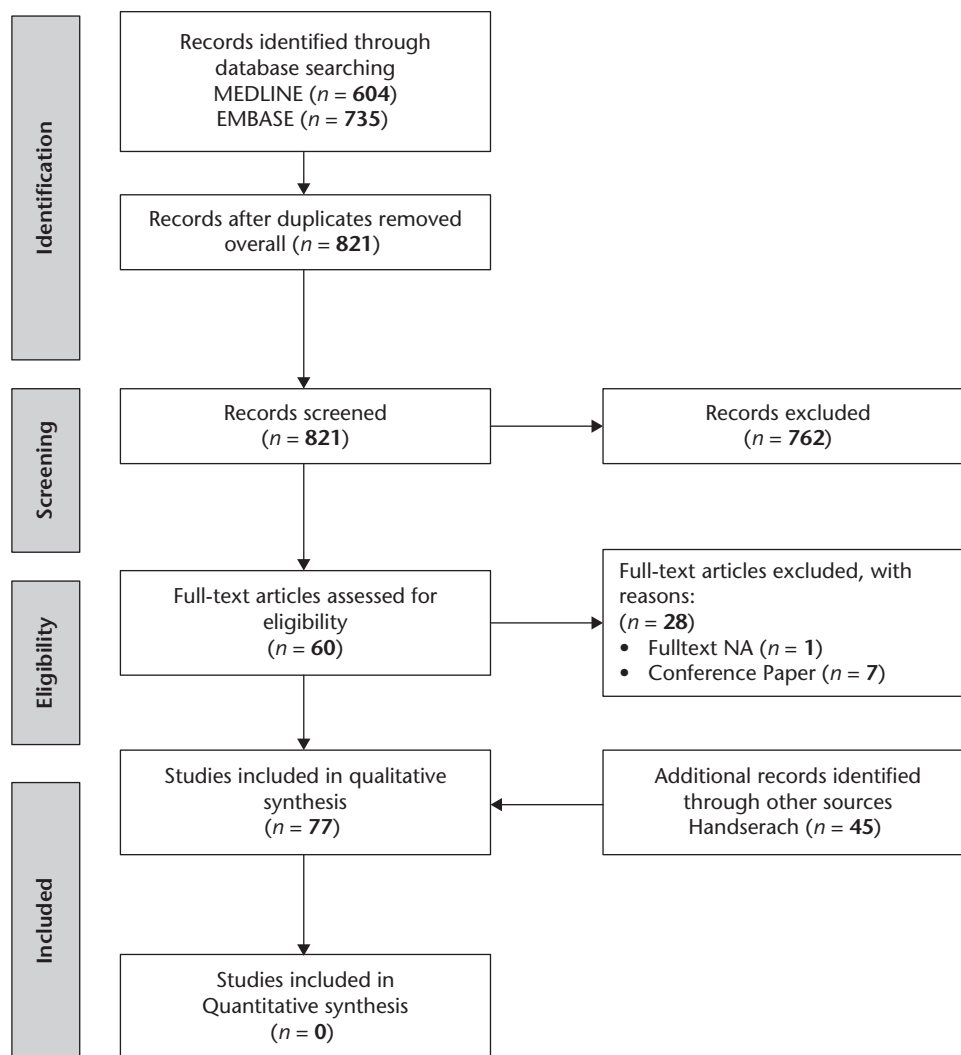 Identification
Records identified through
database searching
MEDLINE (n = 604)
EMBASE (n = 735)
Records after duplicates removed
overall (n = 821)
Screening
Records screened
(n = 821)
Records excluded
(n = 762)
Eligibility
Full-text articles assessed for
eligibility
(n = 60)
Full-text articles excluded, with
reasons:
(n = 28)
• Fulltext NA (n = 1)
• Conference Paper (n = 7)
Included
Studies included in qualitative
synthesis
(n = 77)
Additional records identified
through other sources
Handserach (n = 45)
Studies included in
Quantitative synthesis
(n = 0)